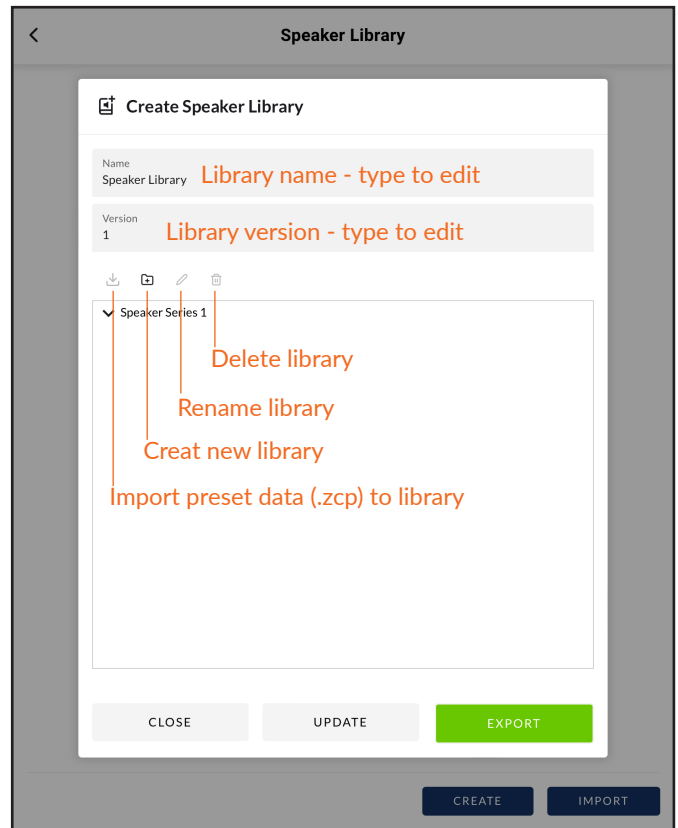 Speaker Library
Create Speaker Library
Name
Speaker Library
Library name - type to edit
Version
1
Library version - type to edit
Speaker Series 1
Delete library
Rename library
Creat new library
Import preset data (.zcp) to library
CLOSE
UPDATE
EXPORT
CREATE
IMPORT